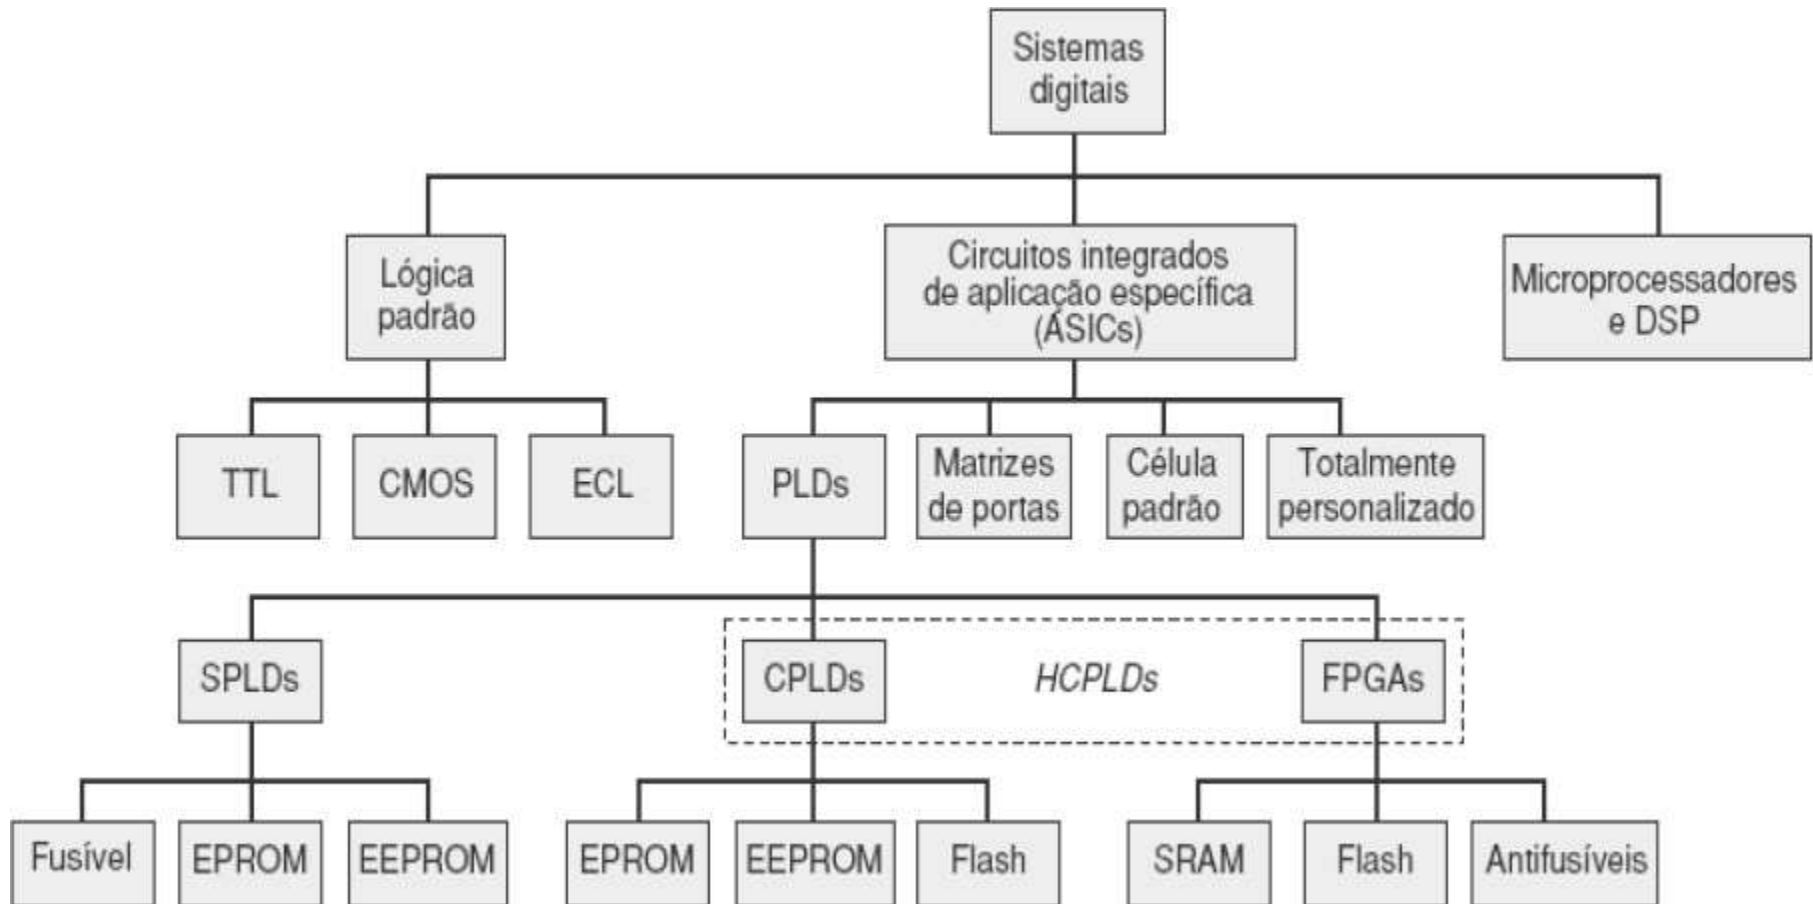 Sistemas
digitais
Lógica
padrão
Circuitos integrados
de aplicação específica
(ASICs)
Microprocessadores
e DSP
TTL
CMOS
ECL
PLDs
Matrizes
de portas
Célula
padrão
Totalmente
personalizado
SPLDs
CPLDs
HCPLDs
FPGAs
Fusível
EPROM
EEPROM
EPROM
EEPROM
Flash
SRAM
Flash
Antifusíveis